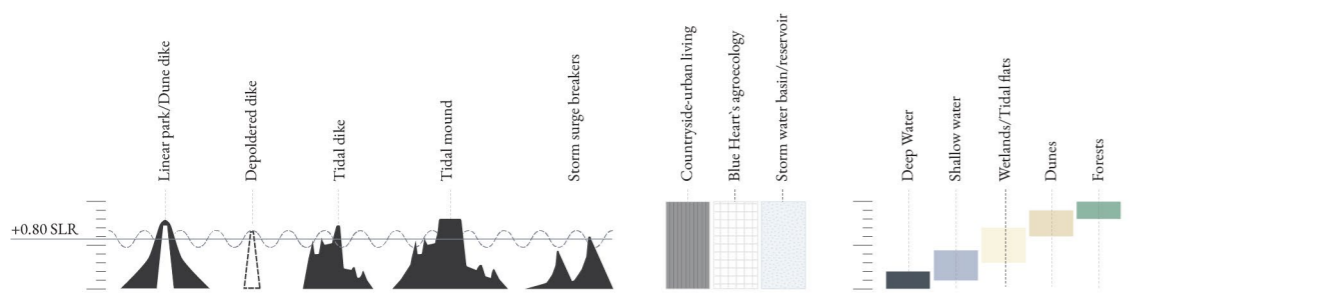 Linear park/Dune dike
Depoldered dike
Tidal dike
Tidal mound
Storm surge breakers
Countryside-urban living
Blue Heart`s agroecology
Storm water basin/reservoir
Deep Water
Shallow water
Wetlands/Tidal flats
Dunes
Forests
+0.80 SLR